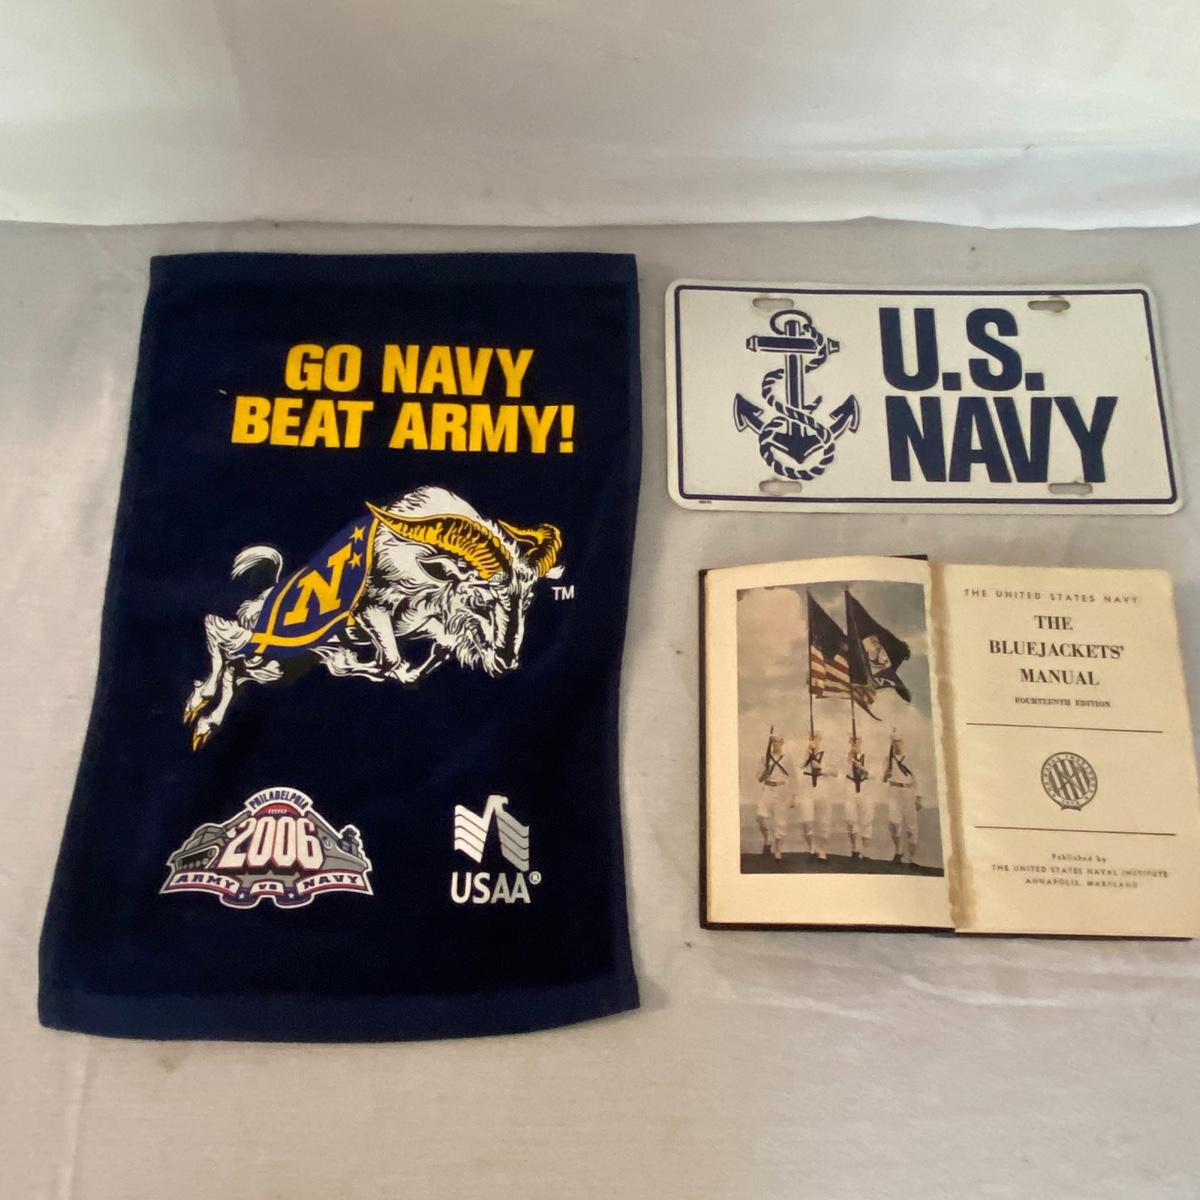 GO NAVY
BEAT ARMY!
N
TM
PHILADELPHIA
2006
ARMY VS NAVY
USAA®
U.S.
NAVY
THE UNITED STATES NAVY
THE
BLUEJACKETS'
MANUAL
FOURTEENTH EDITION
Published by
THE UNITED STATES NAVAL INSTITUTE
ANNAPOLIS, MARYLAND